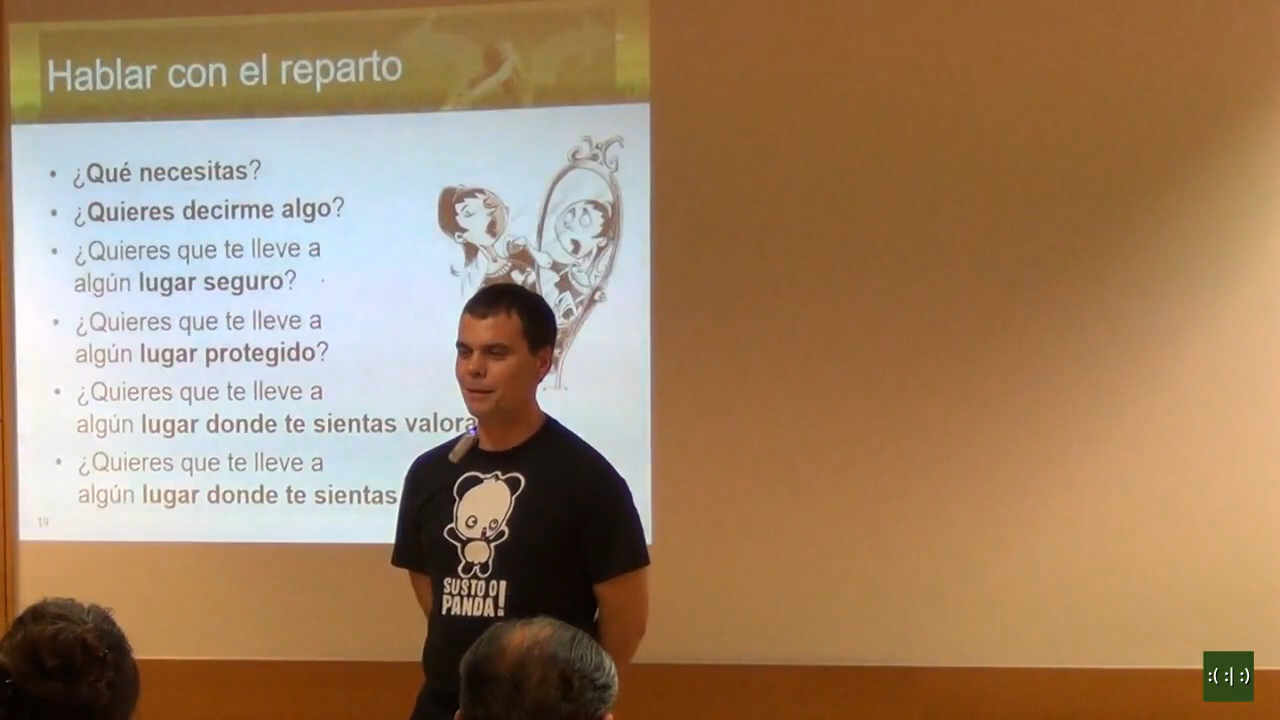 Hablar con el reparto
• ¿Qué necesitas?
• ¿Quieres decirme algo?
• ¿Quieres que te lleve a
algún lugar seguro?
• ¿Quieres que te lleve a
algún lugar protegido?
• ¿Quieres que te lleve a
algún lugar donde te sientas valora
• ¿Quieres que te lleve a
algún lugar donde te sientas
19
SUSTO O
PANDA!
:( :| :)